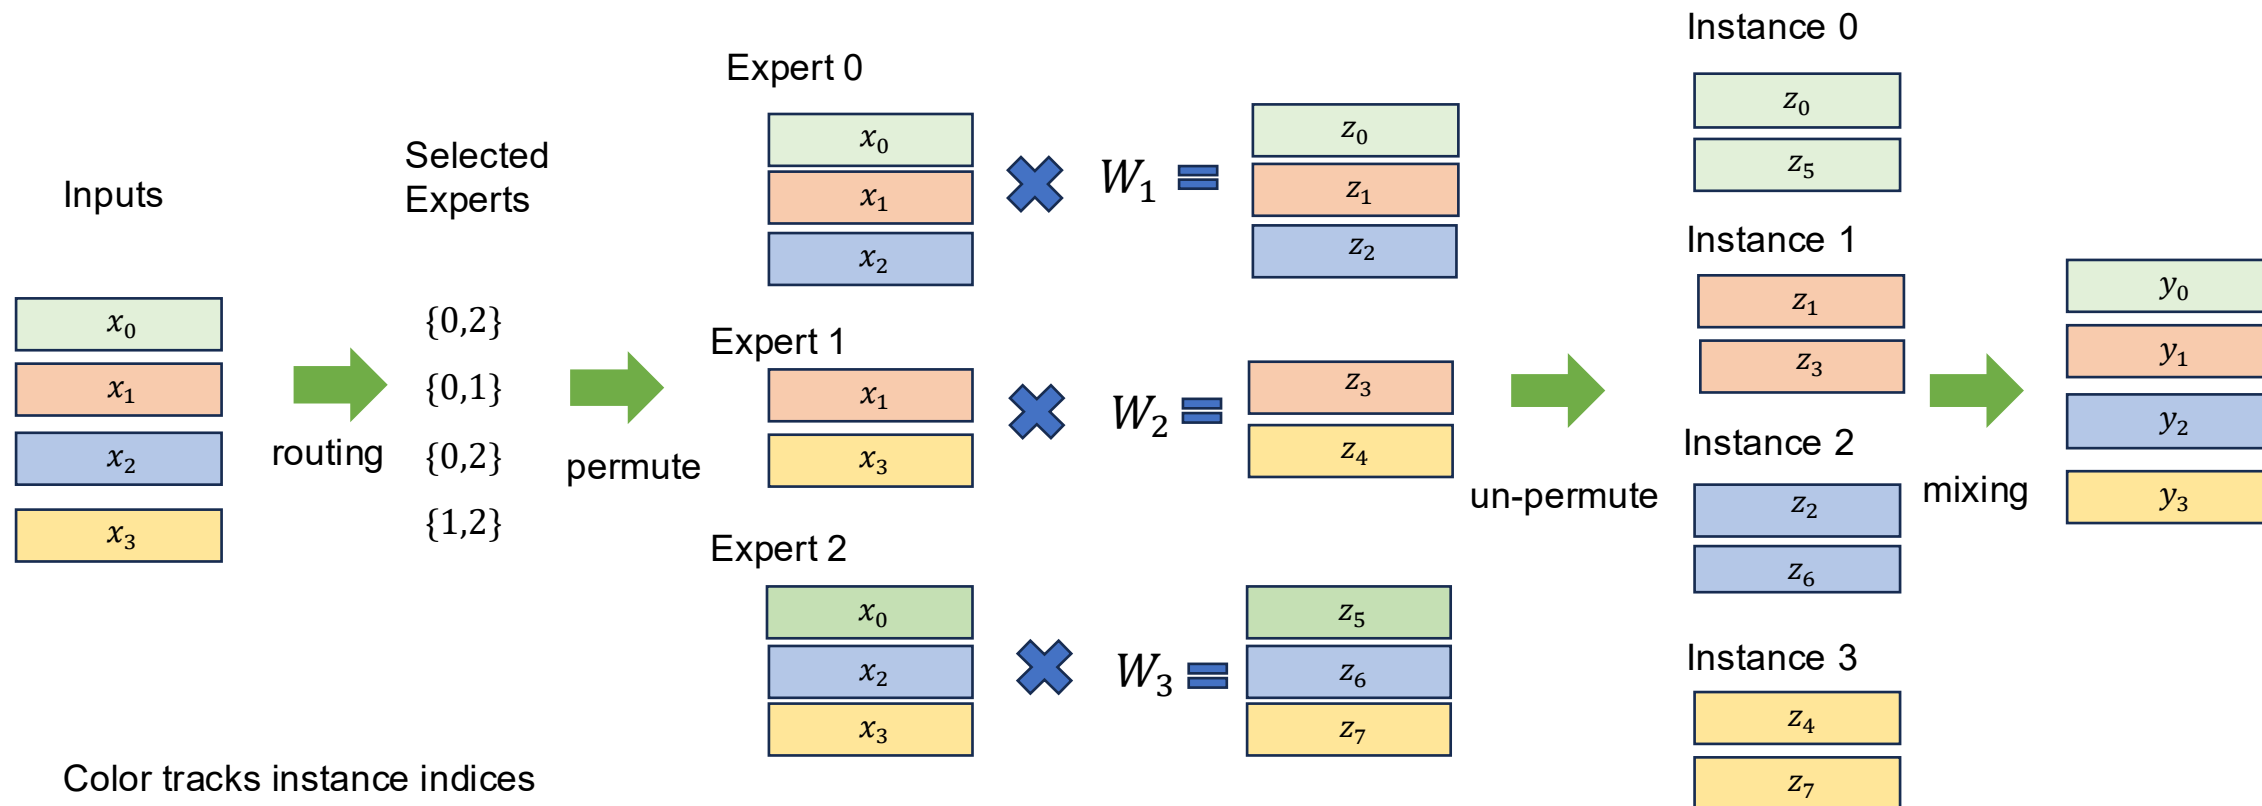 Inputs
x₀
x₁
x₂
x₃
routing
Selected
Experts
{0,2}
{0,1}
{0,2}
{1,2}
permute
Expert 0
x₀
x₁
x₂
W₁
z₀
z₁
z₂
Expert 1
x₁
x₃
W₂
z₃
z₄
Expert 2
x₀
x₂
x₃
W₃
z₅
z₆
z₇
un-permute
Instance 0
z₀
z₅
Instance 1
z₁
z₃
Instance 2
z₂
z₆
Instance 3
z₄
z₇
mixing
y₀
y₁
y₂
y₃
Color tracks instance indices